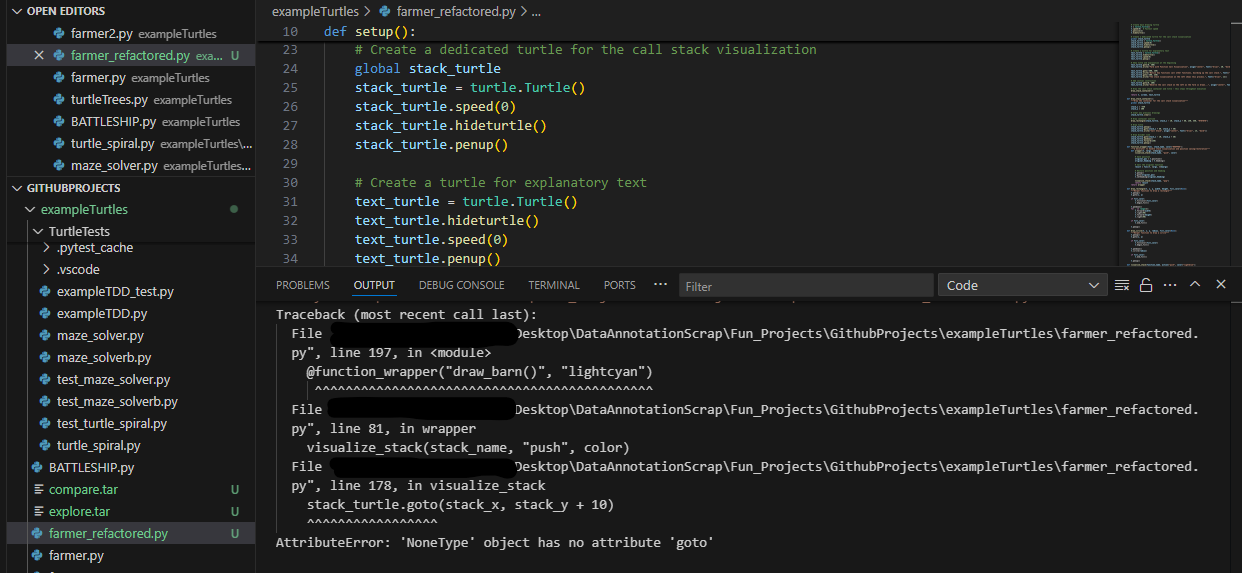 OPEN EDITORS
farmer2.py exampleTurtles
farmer_refactored.py exa... U
farmer.py exampleTurtles
turtleTrees.py exampleTurtles
BATTLESHIP.py exampleTurtles
turtle_spiral.py exampleTurtles\...
maze_solver.py exampleTurtles...
GITHUBPROJECTS
exampleTurtles
TurtleTests
.pytest_cache
.vscode
exampleTDD_test.py
exampleTDD.py
maze_solver.py
maze_solverb.py
test_maze_solver.py
test_maze_solverb.py
test_turtle_spiral.py
turtle_spiral.py
BATTLESHIP.py
compare.tar U
explore.tar U
farmer_refactored.py U
farmer.py
exampleTurtles > farmer_refactored.py > ...
10 def setup():
23 # Create a dedicated turtle for the call stack visualization
24 global stack_turtle
25 stack_turtle = turtle.Turtle()
26 stack_turtle.speed(0)
27 stack_turtle.hideturtle()
28 stack_turtle.penup()
29
30 # Create a turtle for explanatory text
31 text_turtle = turtle.Turtle()
32 text_turtle.hideturtle()
33 text_turtle.speed(0)
34 text_turtle.penup()
PROBLEMS OUTPUT DEBUG CONSOLE TERMINAL PORTS ... Filter Code
Traceback (most recent call last):
File Desktop\DataAnnotationScrap\Fun_Projects\GithubProjects\exampleTurtles\farmer_refactored.
py", line 197, in <module>
@function_wrapper("draw_barn()", "lightcyan")
^^^^^^^^^^^^^^^^^^^^^^^^^^^^^^^^^^^^^^^^^^^^
File Desktop\DataAnnotationScrap\Fun_Projects\GithubProjects\exampleTurtles\farmer_refactored.
py", line 81, in wrapper
visualize_stack(stack_name, "push", color)
File Desktop\DataAnnotationScrap\Fun_Projects\GithubProjects\exampleTurtles\farmer_refactored.
py", line 178, in visualize_stack
stack_turtle.goto(stack_x, stack_y + 10)
^^^^^^^^^^^^^^^^^
AttributeError: 'NoneType' object has no attribute 'goto'